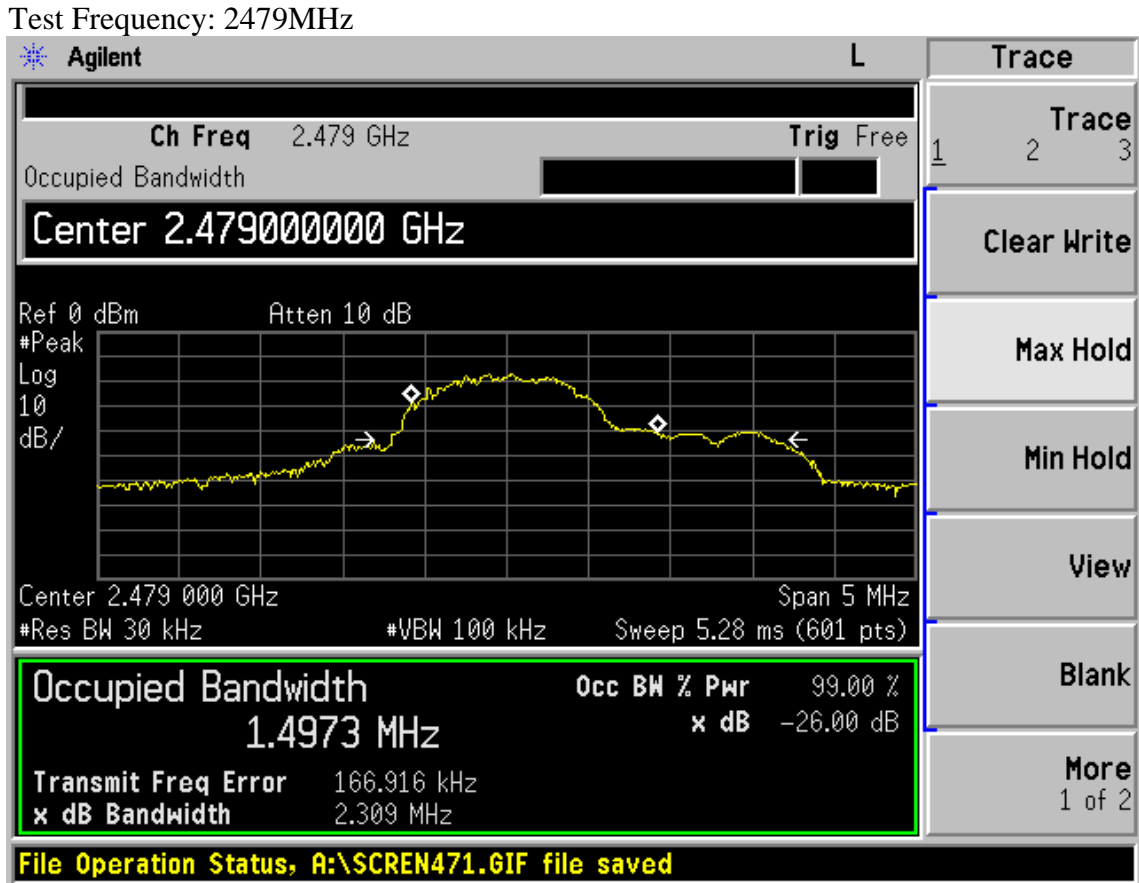 Test Frequency: 2479MHz
Agilent L Trace
Ch Freq 2.479 GHz Trig Free
Occupied Bandwidth
Center 2.479000000 GHz
Ref 0 dBm Atten 10 dB
#Peak
Log
10
dB/
Center 2.479 000 GHz Span 5 MHz
#Res BW 30 kHz #VBW 100 kHz Sweep 5.28 ms (601 pts)
Occupied Bandwidth Occ BW % Pwr 99.00 %
1.4973 MHz x dB -26.00 dB
Transmit Freq Error 166.916 kHz
x dB Bandwidth 2.309 MHz
File Operation Status, A:\SCREN471.GIF file saved
Trace
1 2 3
Clear Write
Max Hold
Min Hold
View
Blank
More
1 of 2